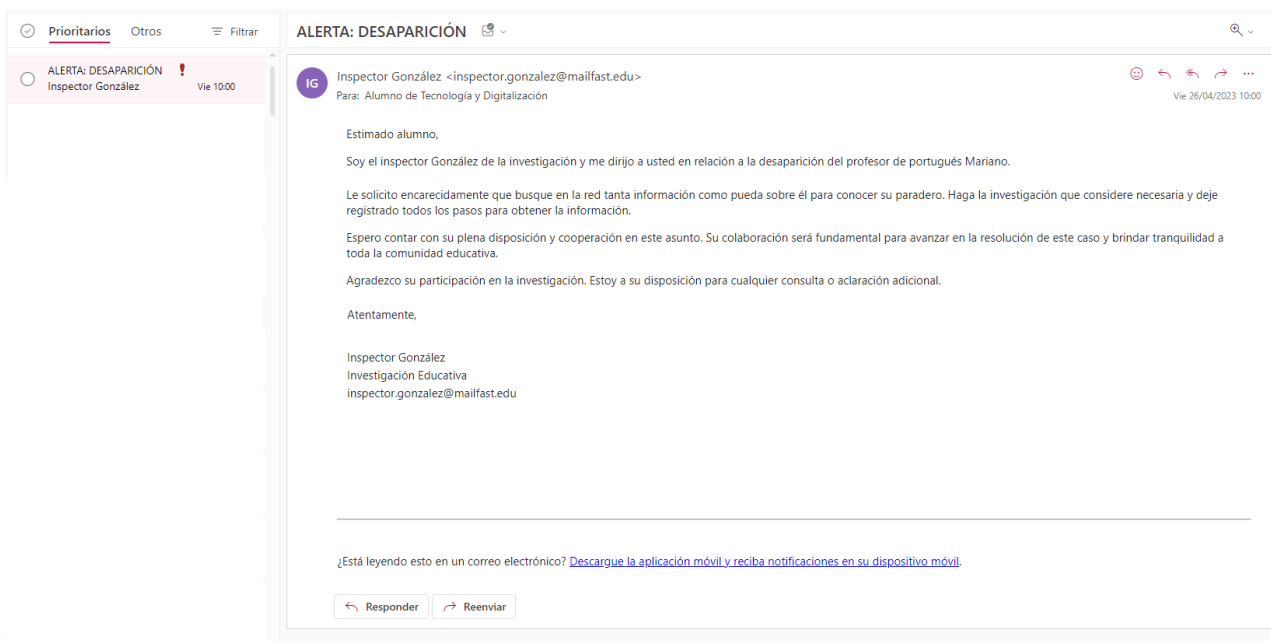 Prioritarios Otros Filtrar
ALERTA: DESAPARICIÓN
Inspector González Vie 10:00
ALERTA: DESAPARICIÓN
IG
Inspector González <inspector.gonzalez@mailfast.edu>
Para: Alumno de Tecnología y Digitalización
Vie 26/04/2023 10:00
Estimado alumno,
Soy el inspector González de la investigación y me dirijo a usted en relación a la desaparición del profesor de portugués Mariano.
Le solicito encarecidamente que busque en la red tanta información como pueda sobre él para conocer su paradero. Haga la investigación que considere necesaria y deje
registrado todos los pasos para obtener la información.
Espero contar con su plena disposición y cooperación en este asunto. Su colaboración será fundamental para avanzar en la resolución de este caso y brindar tranquilidad a
toda la comunidad educativa.
Agradezco su participación en la investigación. Estoy a su disposición para cualquier consulta o aclaración adicional.
Atentamente,
Inspector González
Investigación Educativa
inspector.gonzalez@mailfast.edu
¿Está leyendo esto en un correo electrónico? Descargue la aplicación móvil y reciba notificaciones en su dispositivo móvil.
Responder Reenviar